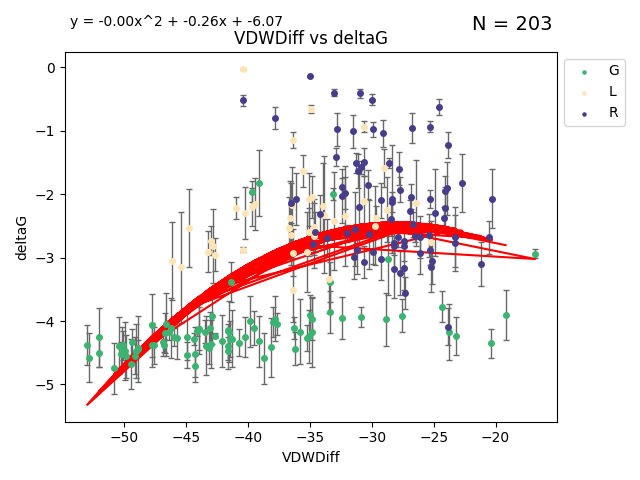 y = -0.00x^2 + -0.26x + -6.07
N = 203
VDWDiff vs deltaG
G
L
R
deltaG
0
−1
−2
−3
−4
−5
−50 −45 −40 −35 −30 −25 −20
VDWDiff